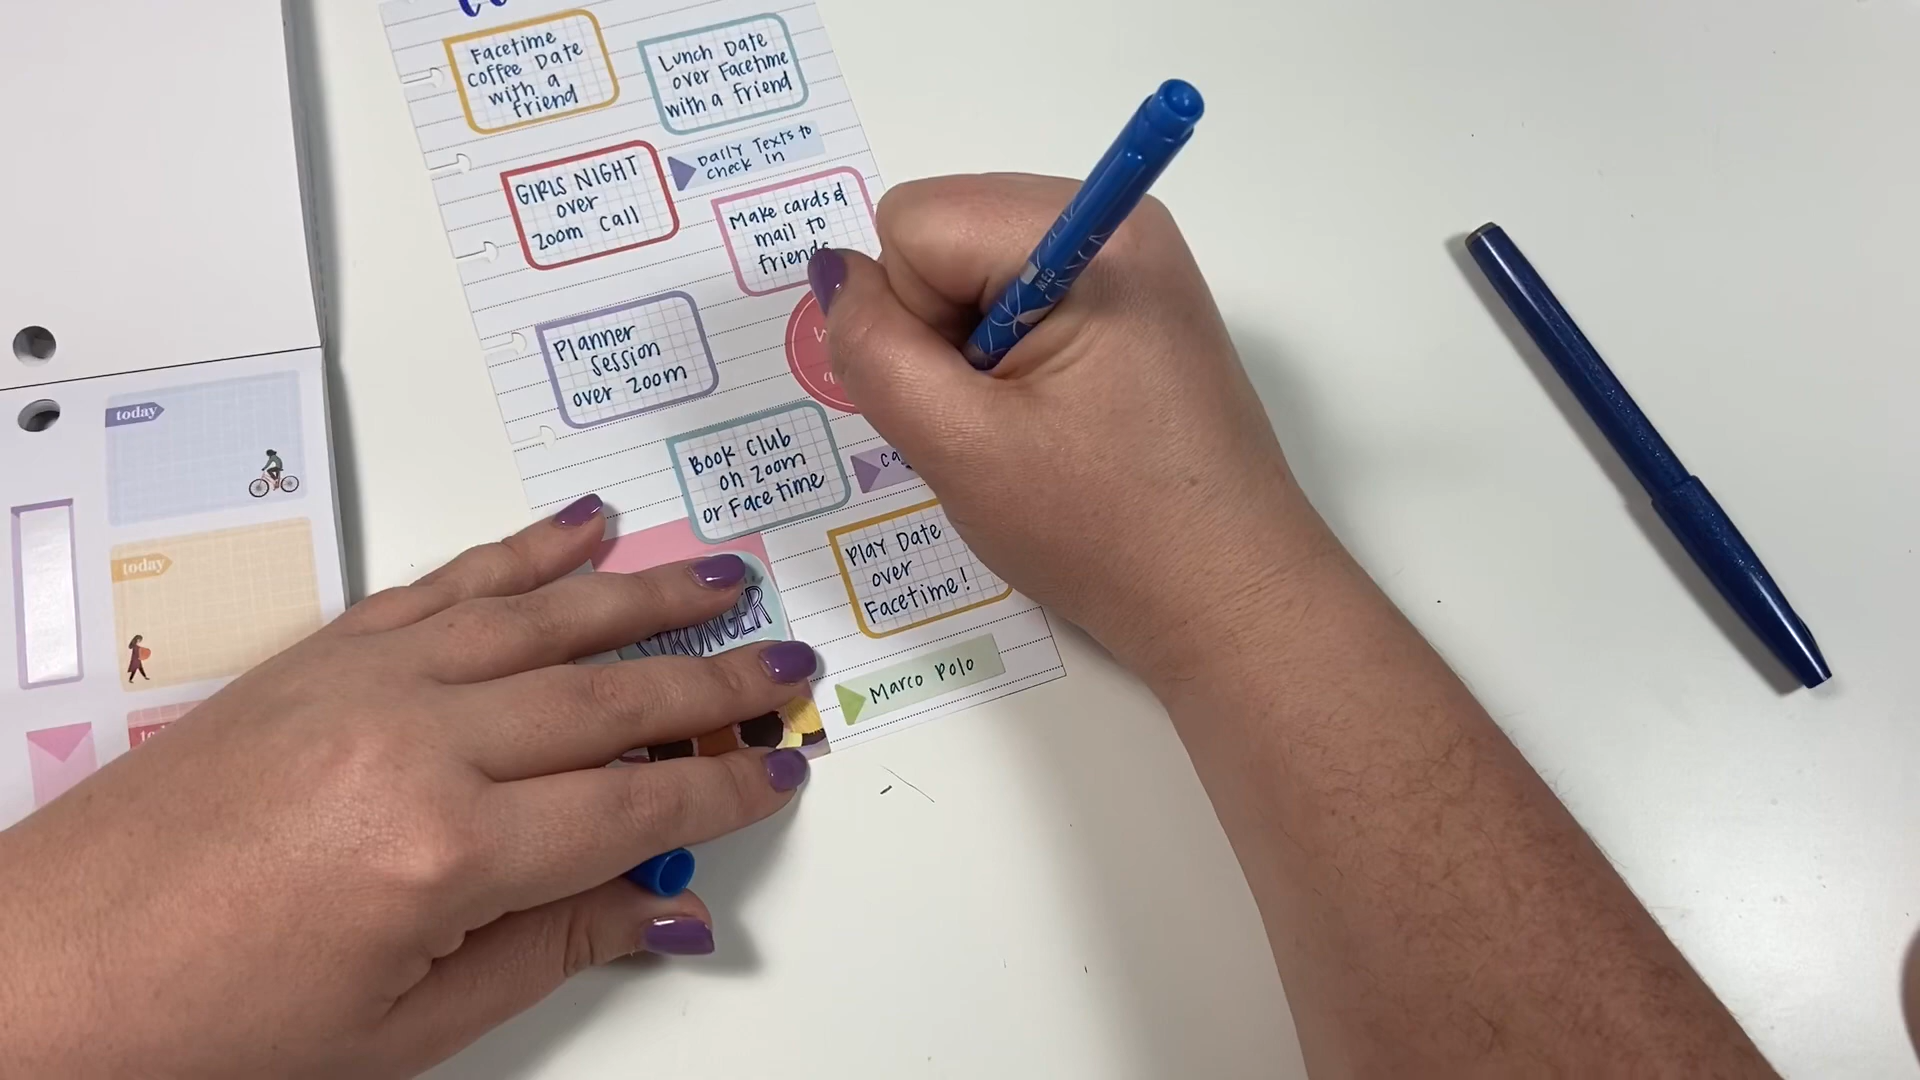 Facetime
coffee Date
with a
friend
Lunch Date
over Facetime
with a friend
Daily Texts to
check in
GIRLS NIGHT
over
Zoom Call
Make cards &
mail to
friends
Planner
Session
over Zoom
Book Club
on Zoom
or Facetime
Play Date
over
Facetime!
STRONGER
Marco Polo
today
today
MED